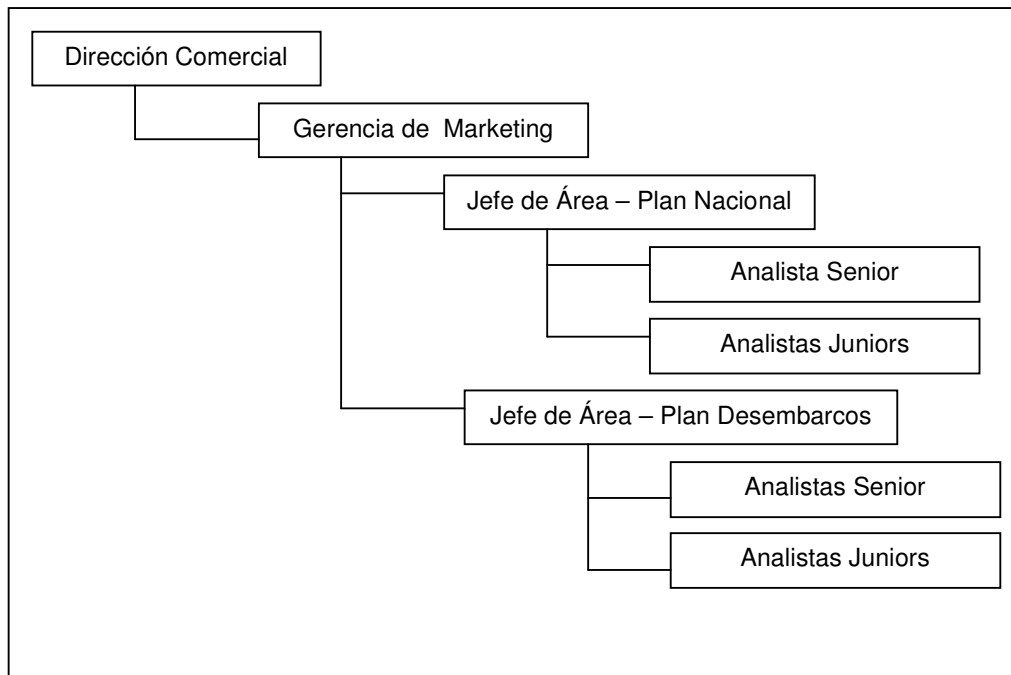 Dirección Comercial
Gerencia de Marketing
Jefe de Área – Plan Nacional
Analista Senior
Analistas Juniors
Jefe de Área – Plan Desembarcos
Analistas Senior
Analistas Juniors